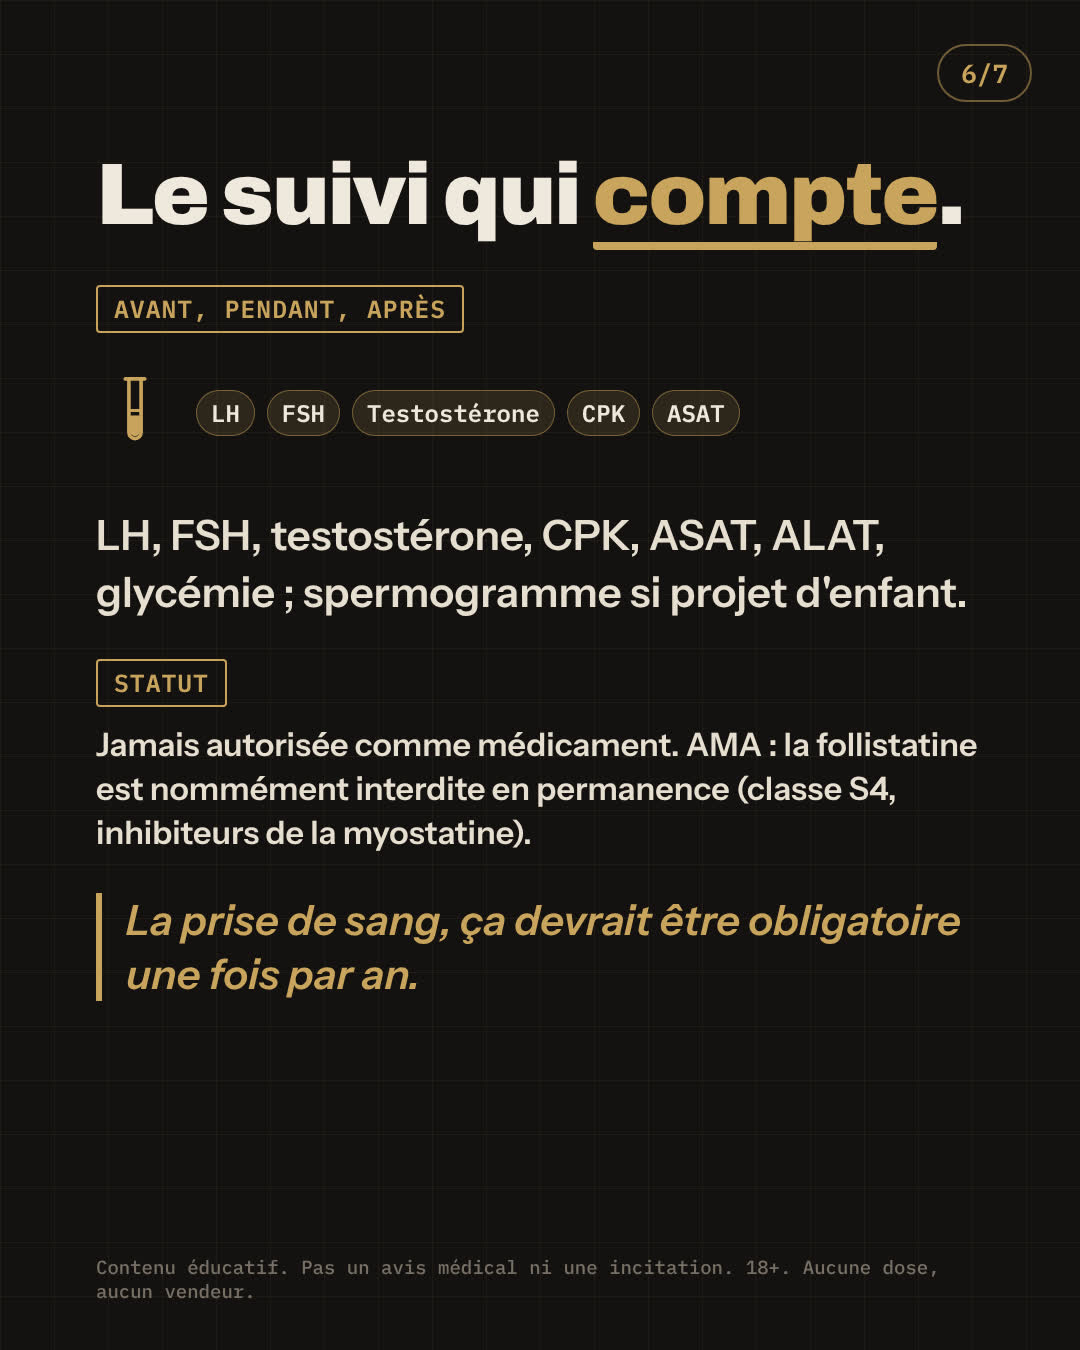 6/7
Le suivi qui compte.
AVANT, PENDANT, APRÈS
LH FSH Testostérone CPK ASAT
LH, FSH, testostérone, CPK, ASAT, ALAT,
glycémie ; spermogramme si projet d'enfant.
STATUT
Jamais autorisée comme médicament. AMA : la follistatine
est nommément interdite en permanence (classe S4,
inhibiteurs de la myostatine).
La prise de sang, ça devrait être obligatoire
une fois par an.
Contenu éducatif. Pas un avis médical ni une incitation. 18+. Aucune dose,
aucun vendeur.